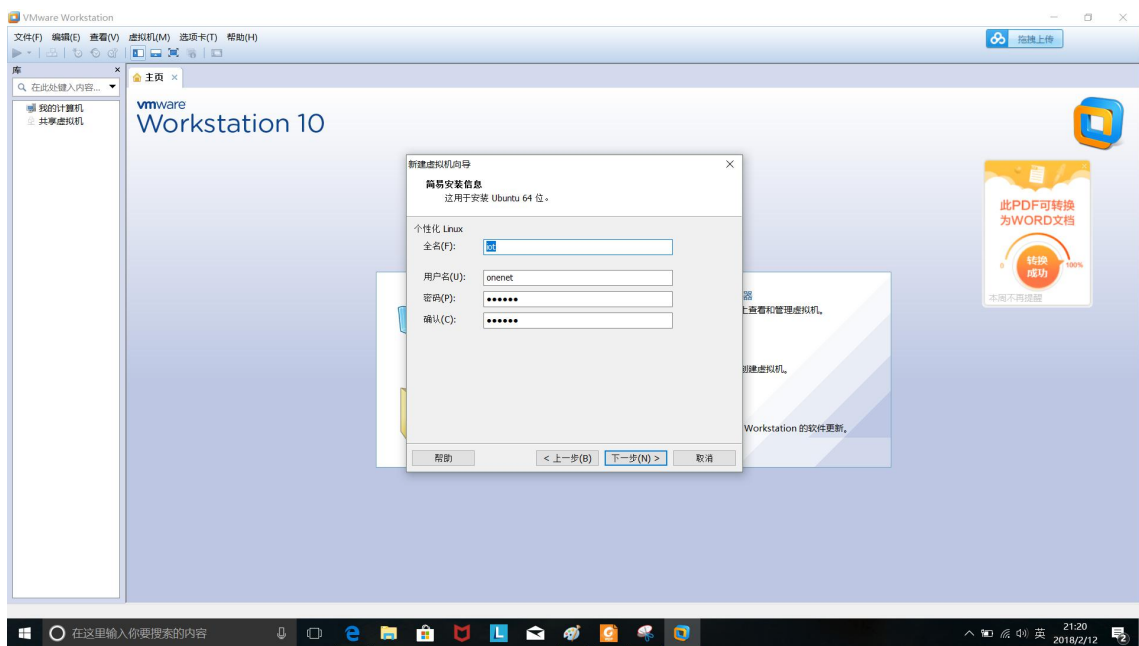 VMware Workstation
文件(F) 编辑(E) 查看(V) 虚拟机(M) 选项卡(T) 帮助(H)
拖拽上传
库 ×
主页 ×
在此处键入内容...
我的计算机
共享虚拟机
vmware
Workstation 10
新建虚拟机向导
简易安装信息
这用于安装 Ubuntu 64 位。
个性化 Linux
全名(F): iot
用户名(U): onenet
密码(P): ●●●●●●
确认(C): ●●●●●●
帮助 < 上一步(B) 下一步(N) > 取消
器
上查看和管理虚拟机。
创建虚拟机。
Workstation 的软件更新。
此PDF可转换
为WORD文档
0 转换 100%
成功
本周不再提醒
在这里输入你要搜索的内容
英
21:20
2018/2/12
2